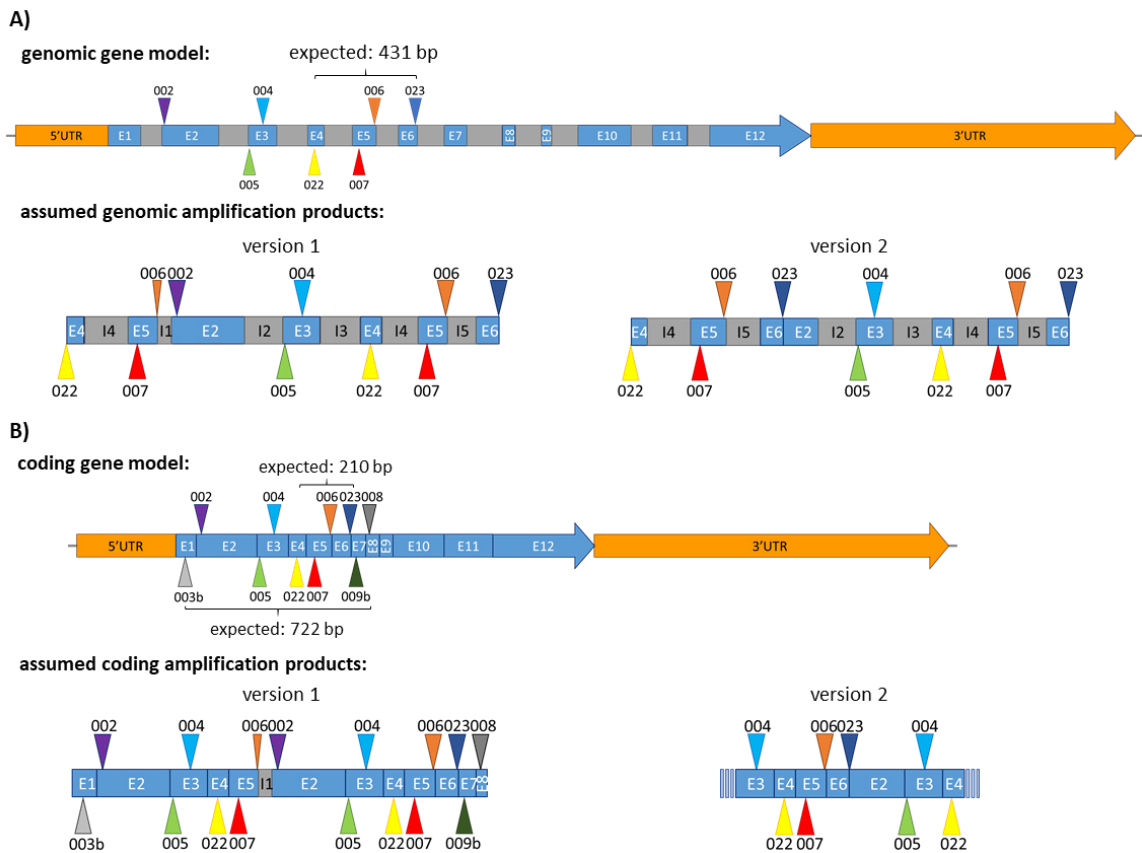 A)
genomic gene model:
expected: 431 bp
002 004 006 023
5'UTR E1 E2 E3 E4 E5 E6 E7 E8 E9 E10 E11 E12 3'UTR
005 022 007
assumed genomic amplification products:
version 1 version 2
006 002 004 006 023 006 023 004 006 023
E4 I4 E5 I1 E2 I2 E3 I3 E4 I4 E5 I5 E6 E4 I4 E5 I5 E6 E2 I2 E3 I3 E4 I4 E5 I5 E6
022 007 005 022 007 022 007 005 022 007
B)
coding gene model:
expected: 210 bp
002 004 006 023 008
5'UTR E1 E2 E3 E4 E5 E6 E7 E8 E9 E10 E11 E12 3'UTR
003b 005 022 007 009b
expected: 722 bp
assumed coding amplification products:
version 1 version 2
002 004 006 002 004 006 023 008 004 006 023 004
E1 E2 E3 E4 E5 I1 E2 E3 E4 E5 E6 E7 E8 E3 E4 E5 E6 E2 E3 E4
003b 005 022 007 005 022 007 009b 022 007 005 022